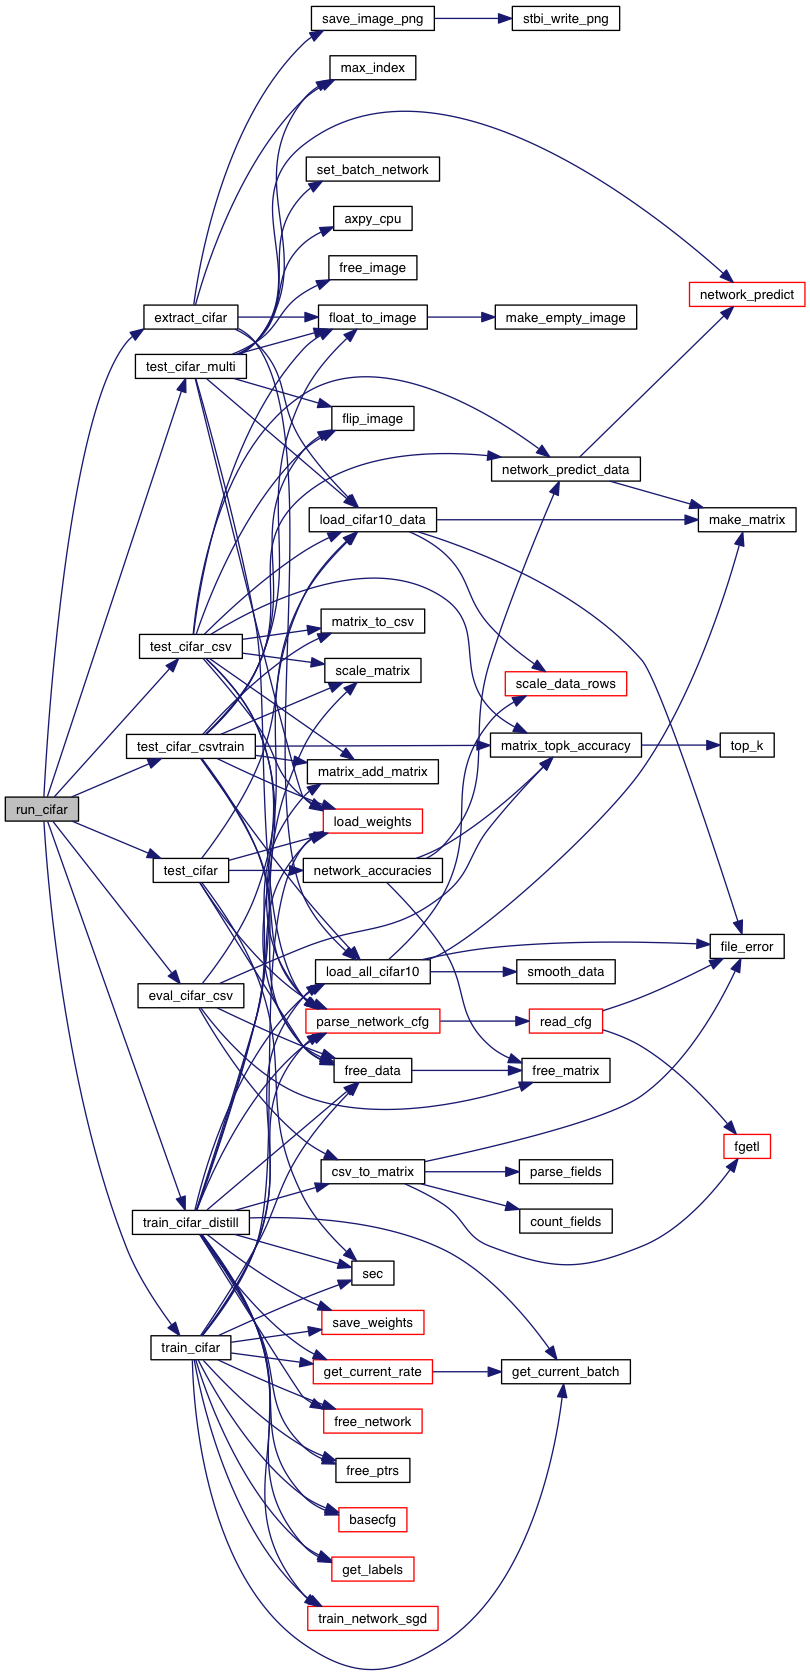 save_image_png
stbi_write_png
max_index
set_batch_network
axpy_cpu
free_image
network_predict
extract_cifar
float_to_image
make_empty_image
test_cifar_multi
flip_image
network_predict_data
load_cifar10_data
make_matrix
matrix_to_csv
test_cifar_csv
scale_matrix
scale_data_rows
test_cifar_csvtrain
matrix_topk_accuracy
top_k
matrix_add_matrix
run_cifar
load_weights
test_cifar
network_accuracies
file_error
load_all_cifar10
smooth_data
eval_cifar_csv
parse_network_cfg
read_cfg
free_data
free_matrix
fgetl
csv_to_matrix
parse_fields
train_cifar_distill
count_fields
sec
save_weights
train_cifar
get_current_rate
get_current_batch
free_network
free_ptrs
basecfg
get_labels
train_network_sgd